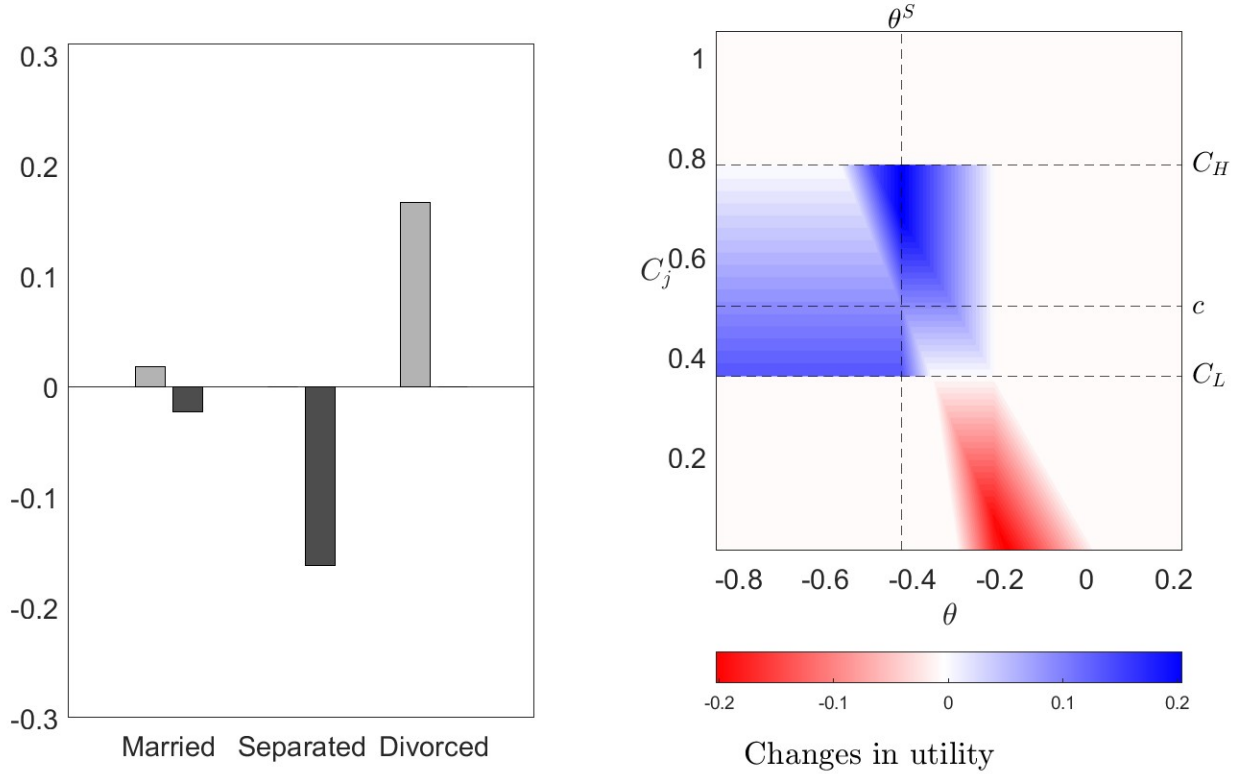 0.3
0.2
0.1
0
-0.1
-0.2
-0.3
Married Separated Divorced
θ^S
1
0.8
0.6
0.4
0.2
C_j
C_H
c
C_L
-0.8 -0.6 -0.4 -0.2 0 0.2
θ
-0.2 -0.1 0 0.1 0.2
Changes in utility